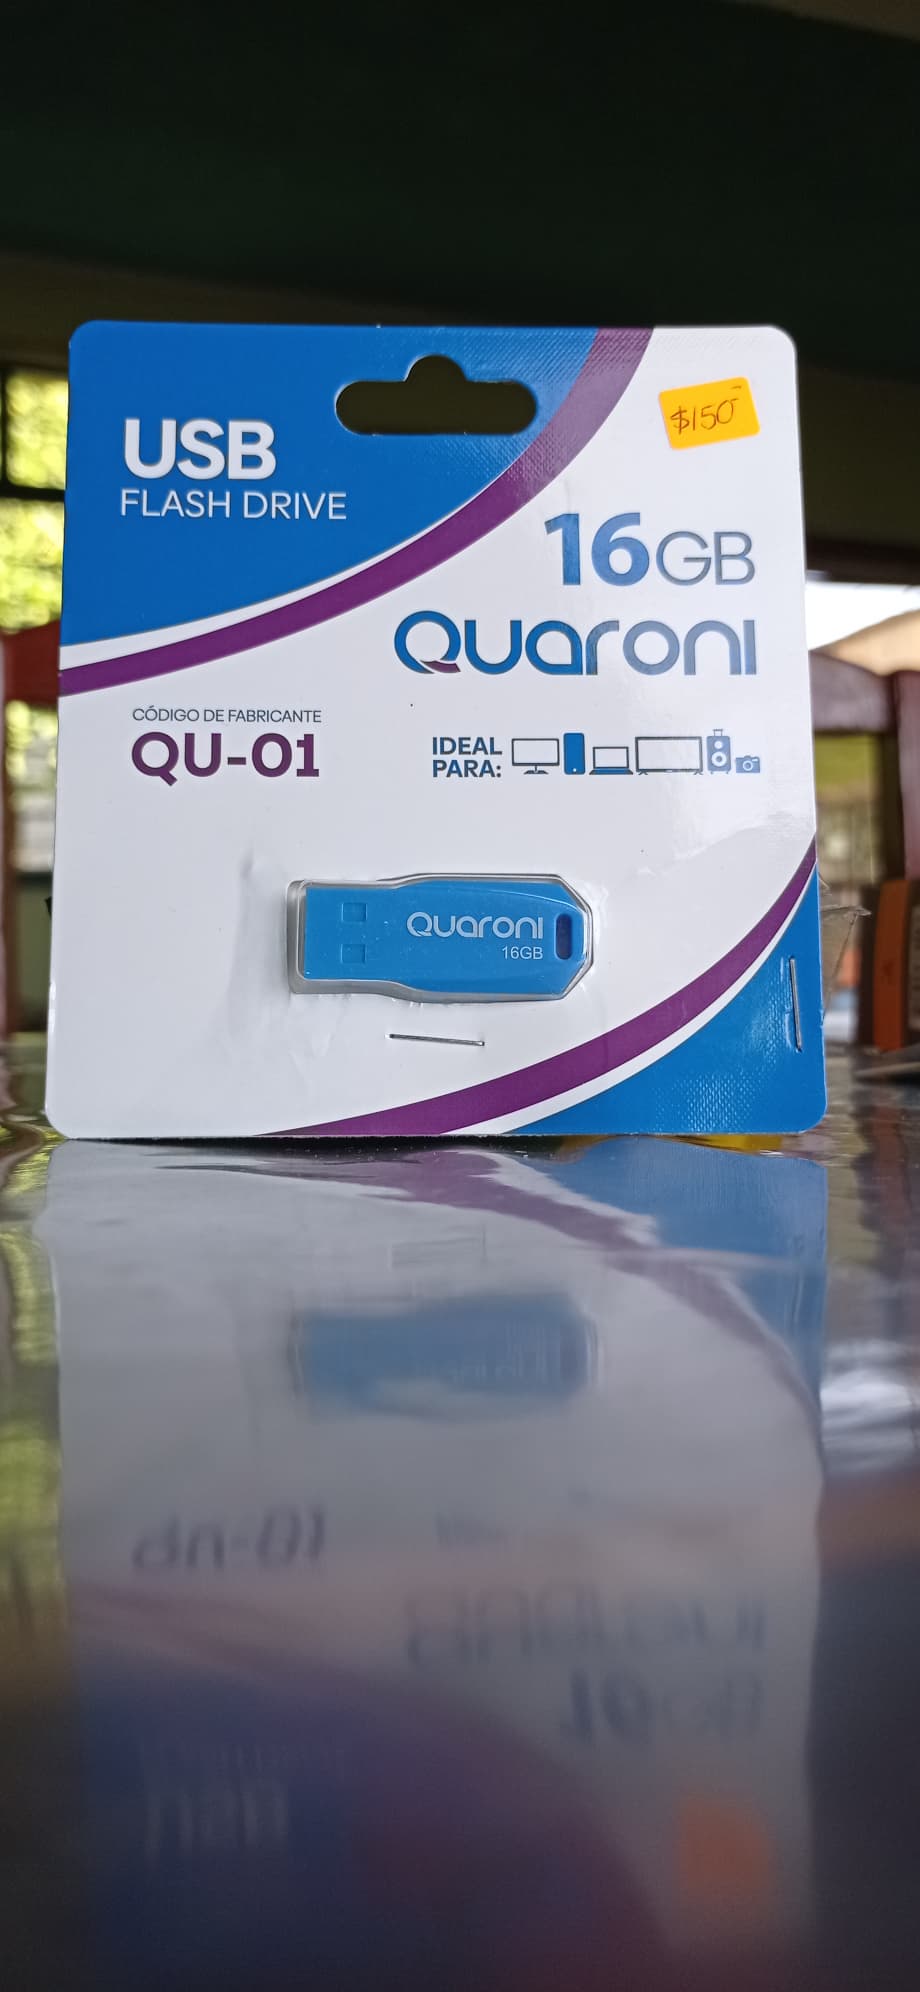 USB
FLASH DRIVE
$150
16GB
Quaroni
CÓDIGO DE FABRICANTE
QU-01
IDEAL
PARA:
Quaroni
16GB